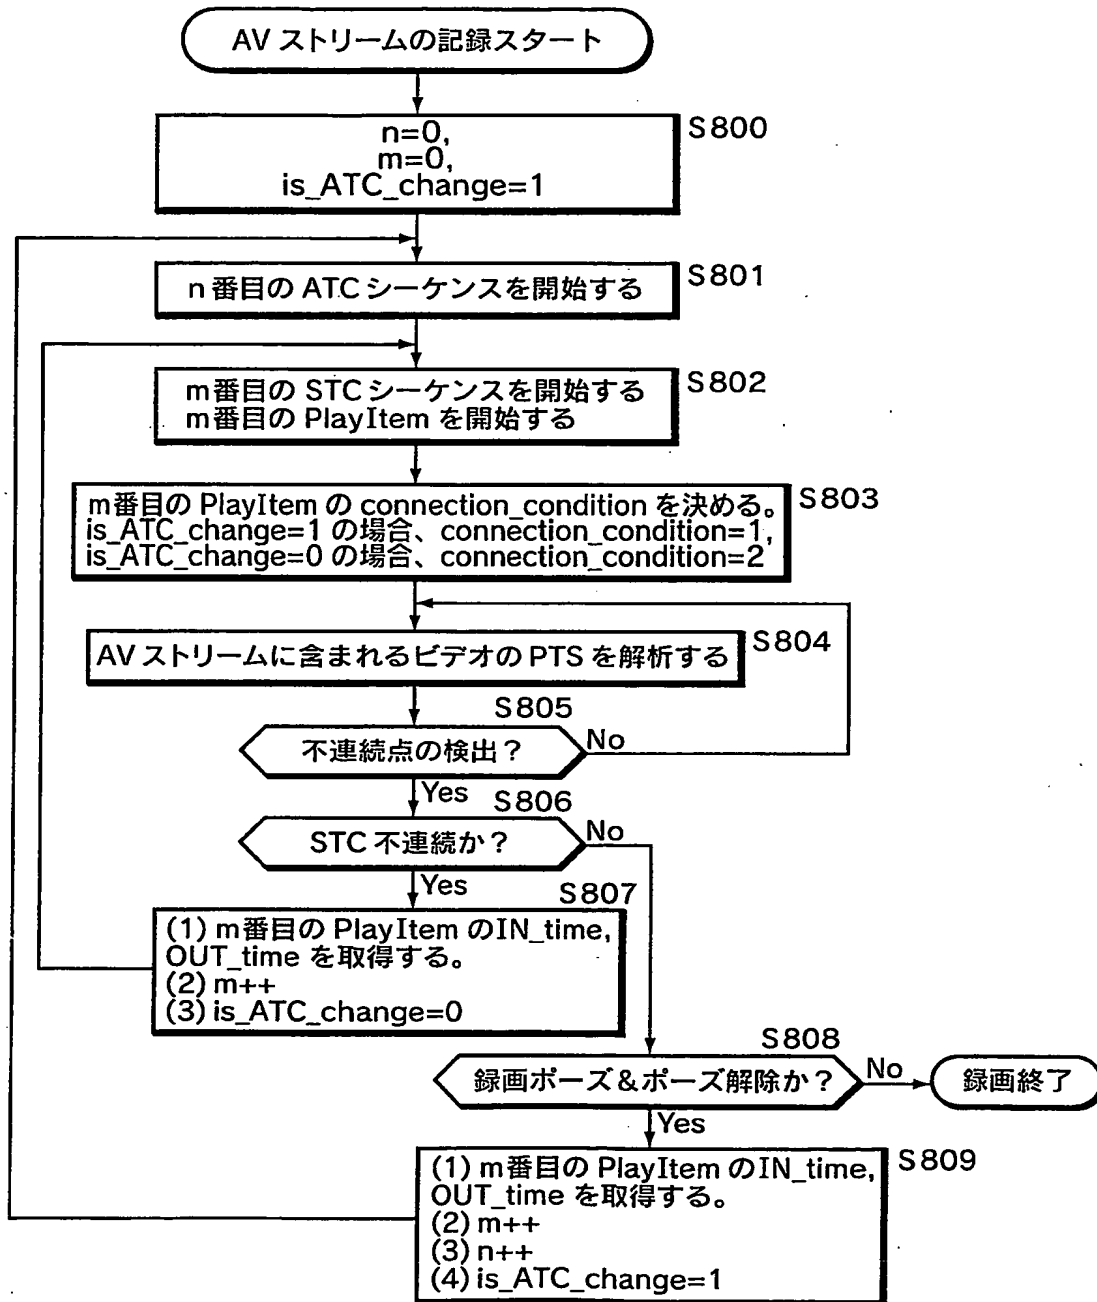 AV ストリームの記録スタート
S800
n=0,
m=0,
is_ATC_change=1
S801
n番目の ATC シーケンスを開始する
S802
m番目の STC シーケンスを開始する
m番目の PlayItem を開始する
S803
m番目の PlayItem の connection_condition を決める。
is_ATC_change=1 の場合、connection_condition=1,
is_ATC_change=0 の場合、connection_condition=2
S804
AV ストリームに含まれるビデオの PTS を解析する
S805
不連続点の検出？
No
Yes
S806
STC 不連続か？
No
Yes
S807
(1) m番目の PlayItem のIN_time,
OUT_time を取得する。
(2) m++
(3) is_ATC_change=0
S808
録画ポーズ＆ポーズ解除か？
No
録画終了
Yes
S809
(1) m番目の PlayItem のIN_time,
OUT_time を取得する。
(2) m++
(3) n++
(4) is_ATC_change=1